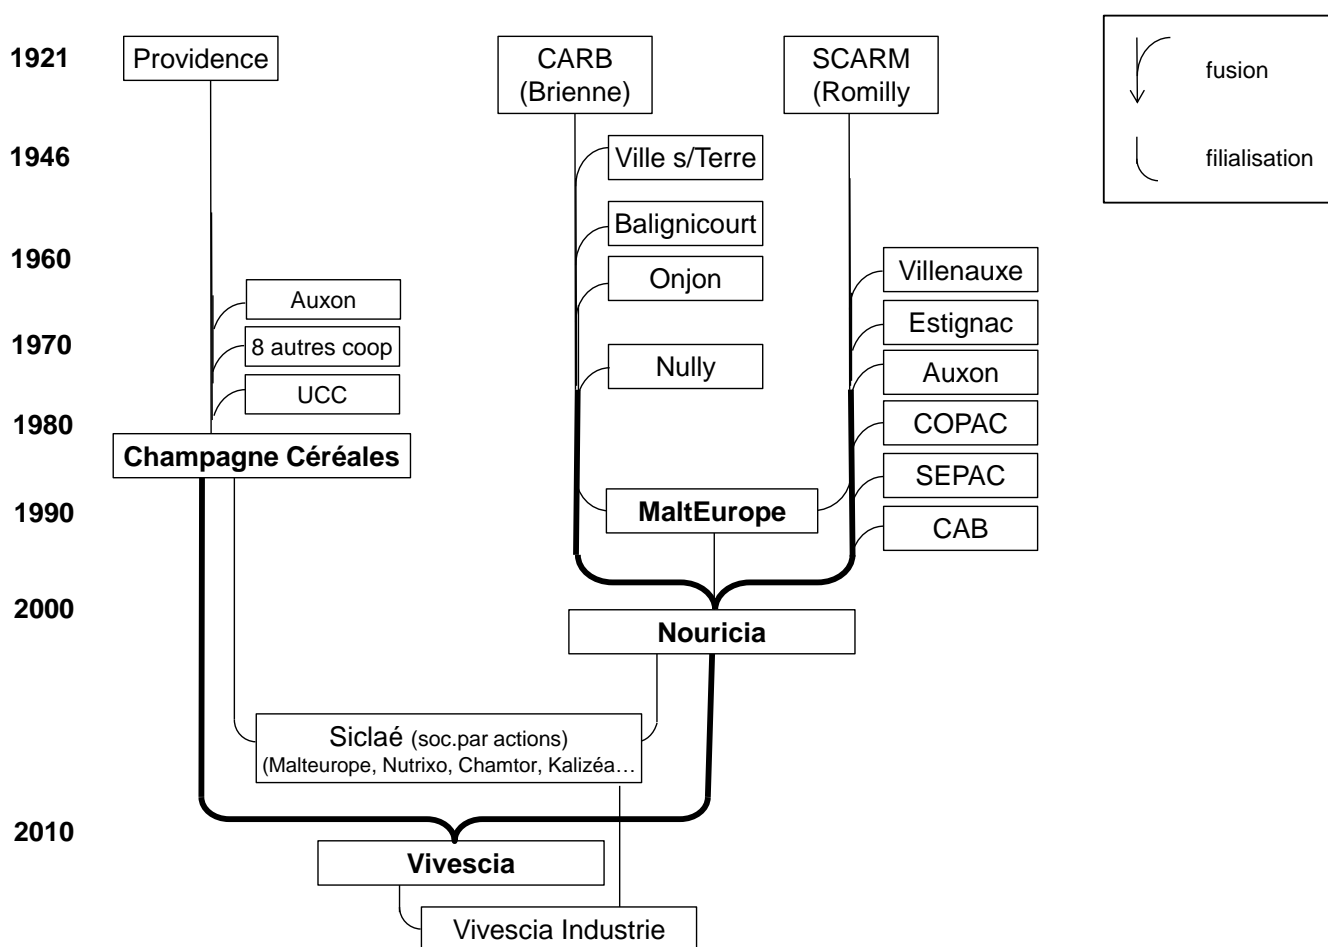 1921
Providence
CARB
(Brienne)
SCARM
(Romilly
fusion
1946
Ville s/Terre
filialisation
Balignicourt
1960
Onjon
Villenauxe
Auxon
Estignac
1970
8 autres coop
Nully
Auxon
UCC
1980
COPAC
Champagne Céréales
SEPAC
1990
MaltEurope
CAB
2000
Nouricia
Siclaé (soc.par actions)
(Malteurope, Nutrixo, Chamtor, Kalizéa…
2010
Vivescia
Vivescia Industrie